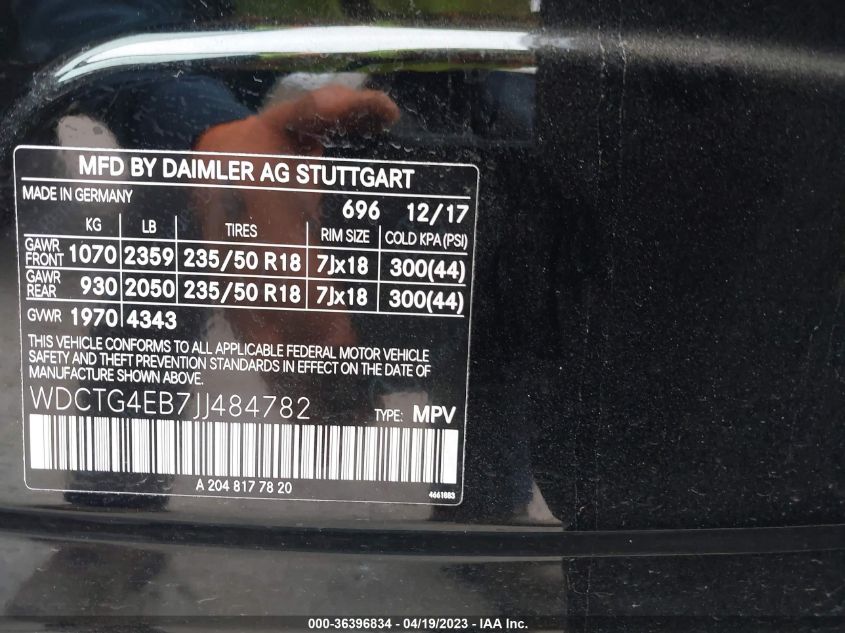 MFD BY DAIMLER AG STUTTGART
MADE IN GERMANY
696 12/17
KG LB TIRES RIM SIZE COLD KPA (PSI)
GAWR FRONT 1070 2359 235/50 R18 7Jx18 300(44)
GAWR REAR 930 2050 235/50 R18 7Jx18 300(44)
GVWR 1970 4343
THIS VEHICLE CONFORMS TO ALL APPLICABLE FEDERAL MOTOR VEHICLE
SAFETY AND THEFT PREVENTION STANDARDS IN EFFECT ON THE DATE OF
MANUFACTURE SHOWN ABOVE.
WDCTG4EB7JJ484782 TYPE: MPV
A 204 817 78 20
4661883
000-36396834 - 04/19/2023 - © IAA Inc.